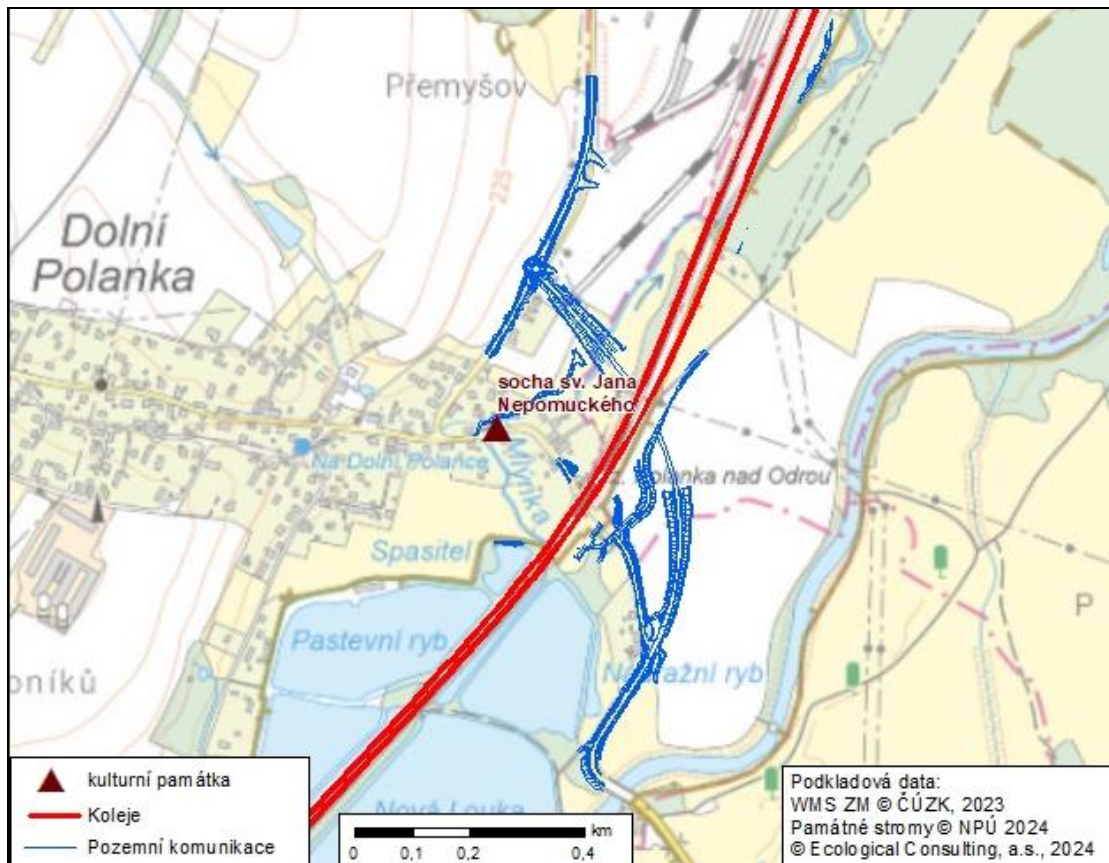 Přemyšov
225
Dolní
Polanka
socha sv. Jana
Nepomuckého
Na Dolní Polance
Mlýnka
z. Polanka nad Odrou
Spasitel
Pastevní ryb
Nádražní ryb
P
oníků
Nová Louka
kulturní památka
Koleje
Pozemní komunikace
km
0 0,1 0,2 0,4
Podkladová data:
WMS ZM © ČÚZK, 2023
Památné stromy © NPÚ 2024
© Ecological Consulting, a.s., 2024